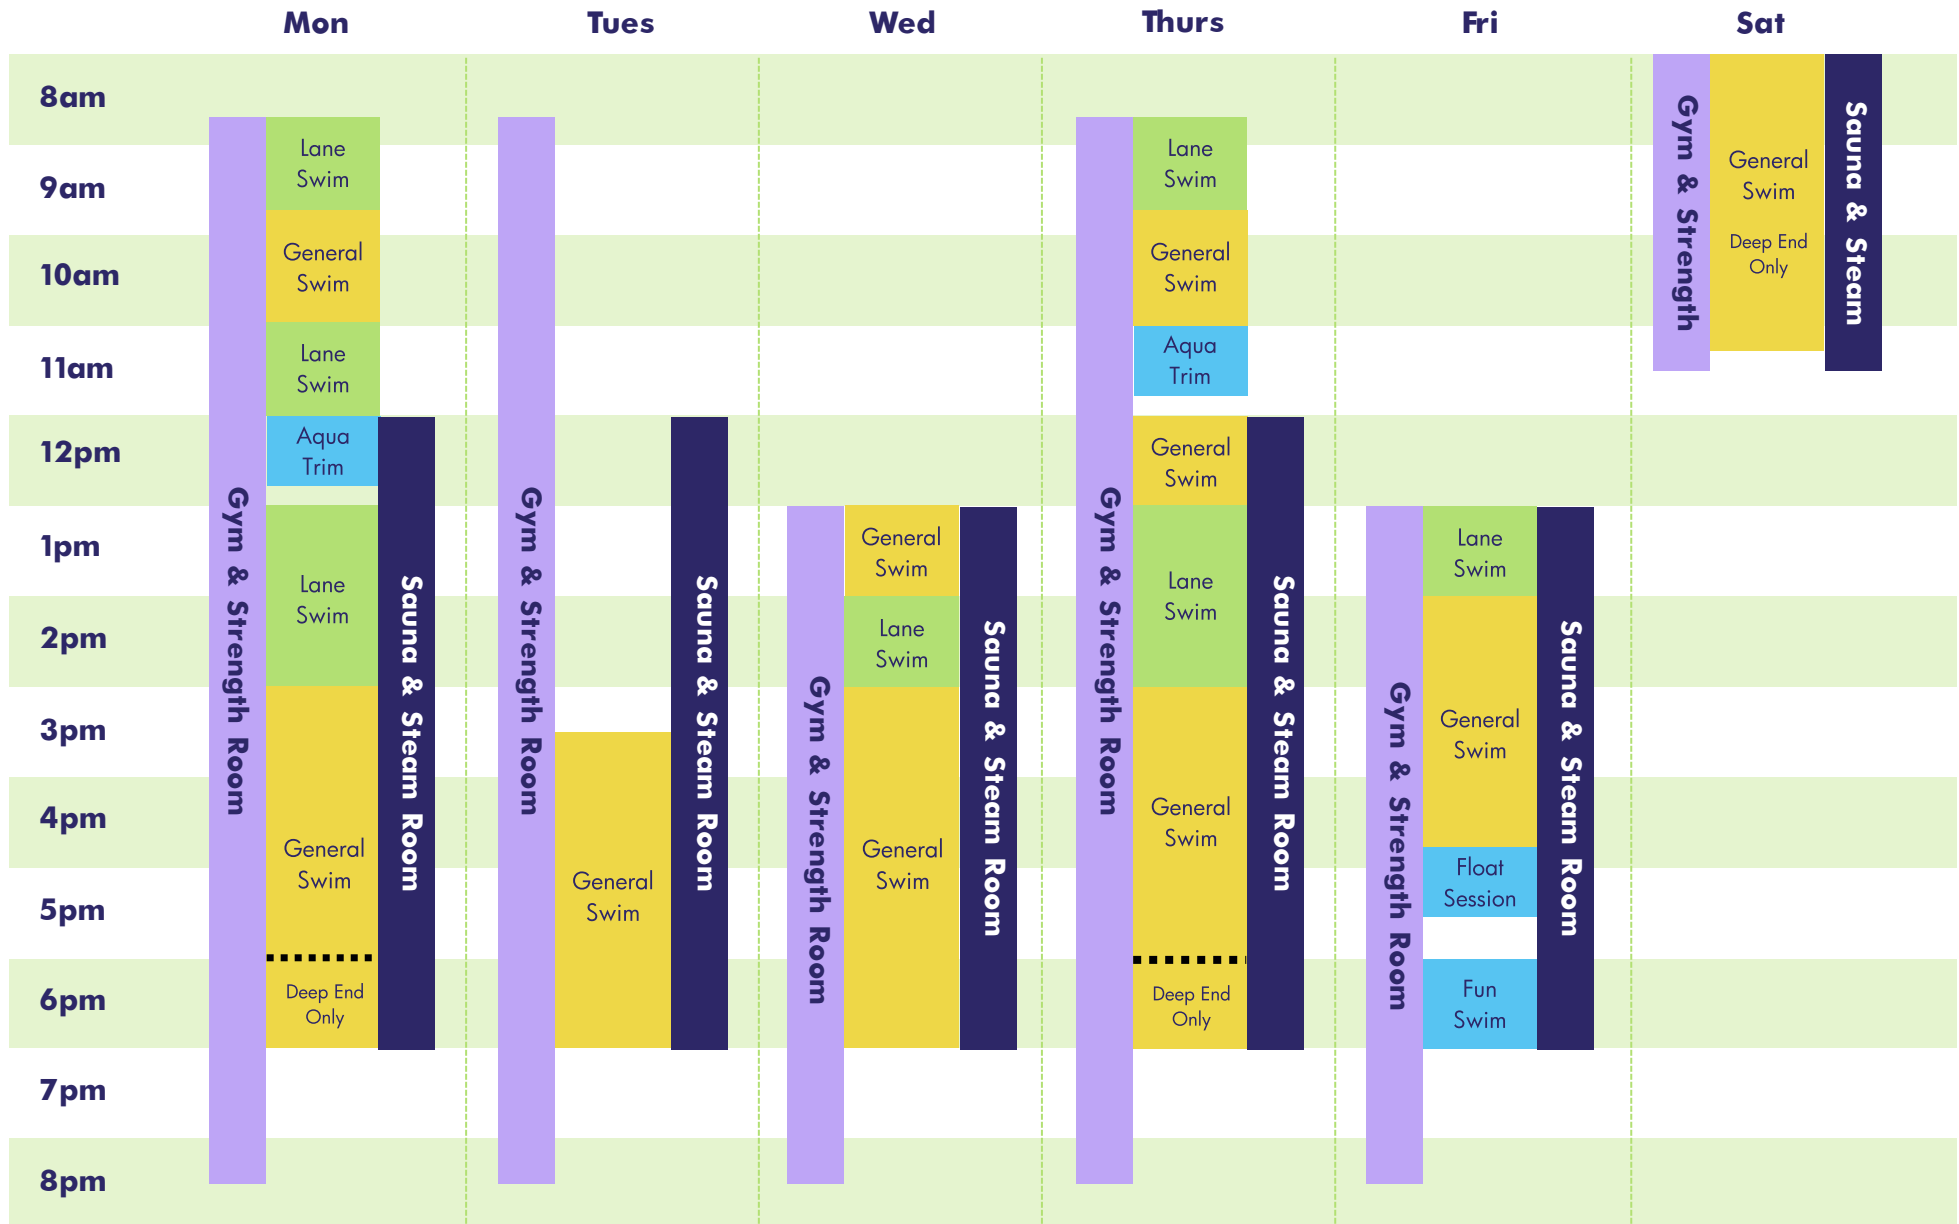 Mon
Tues
Wed
Thurs
Fri
Sat
8am
9am
10am
11am
12pm
1pm
2pm
3pm
4pm
5pm
6pm
7pm
8pm
Gym & Strength Room
Lane
Swim
General
Swim
Lane
Swim
Aqua
Trim
Lane
Swim
General
Swim
Deep End
Only
Sauna & Steam Room
Gym & Strength Room
General
Swim
Sauna & Steam Room
Gym & Strength Room
General
Swim
Lane
Swim
General
Swim
Sauna & Steam Room
Gym & Strength Room
Lane
Swim
General
Swim
Aqua
Trim
General
Swim
Lane
Swim
General
Swim
Deep End
Only
Sauna & Steam Room
Gym & Strength Room
Lane
Swim
General
Swim
Float
Session
Fun
Swim
Sauna & Steam Room
Gym & Strength
General
Swim
Deep End
Only
Sauna & Steam